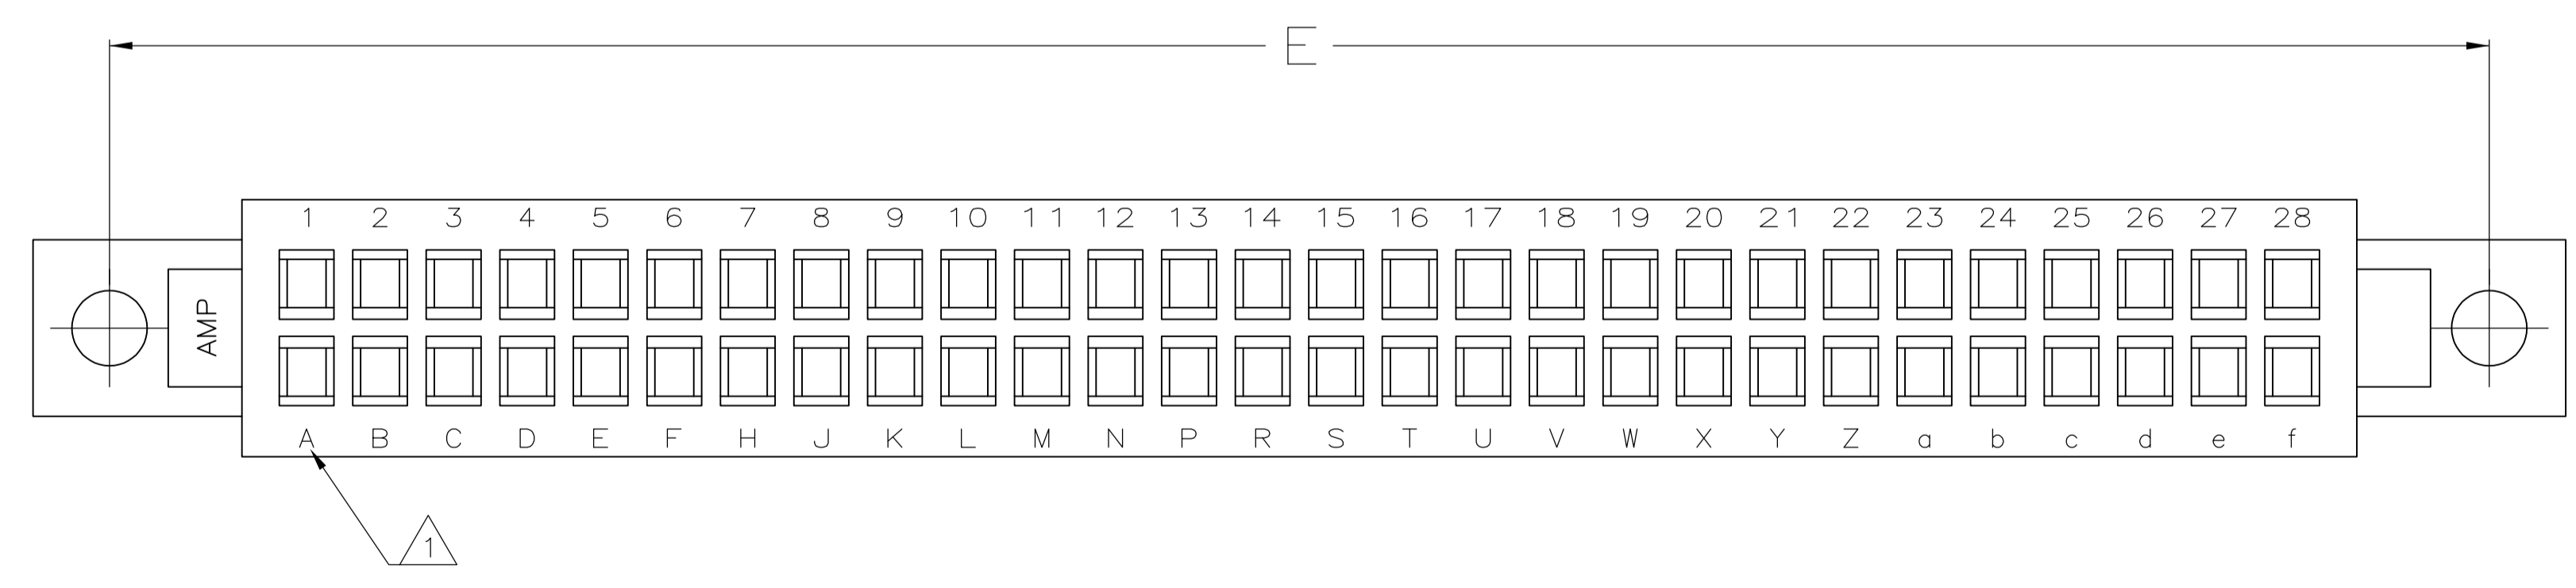 E
1 2 3 4 5 6 7 8 9 10 11 12 13 14 15 16 17 18 19 20 21 22 23 24 25 26 27 28
AMP
A B C D E F H J K L M N P R S T U V W X Y Z a b c d e f
1